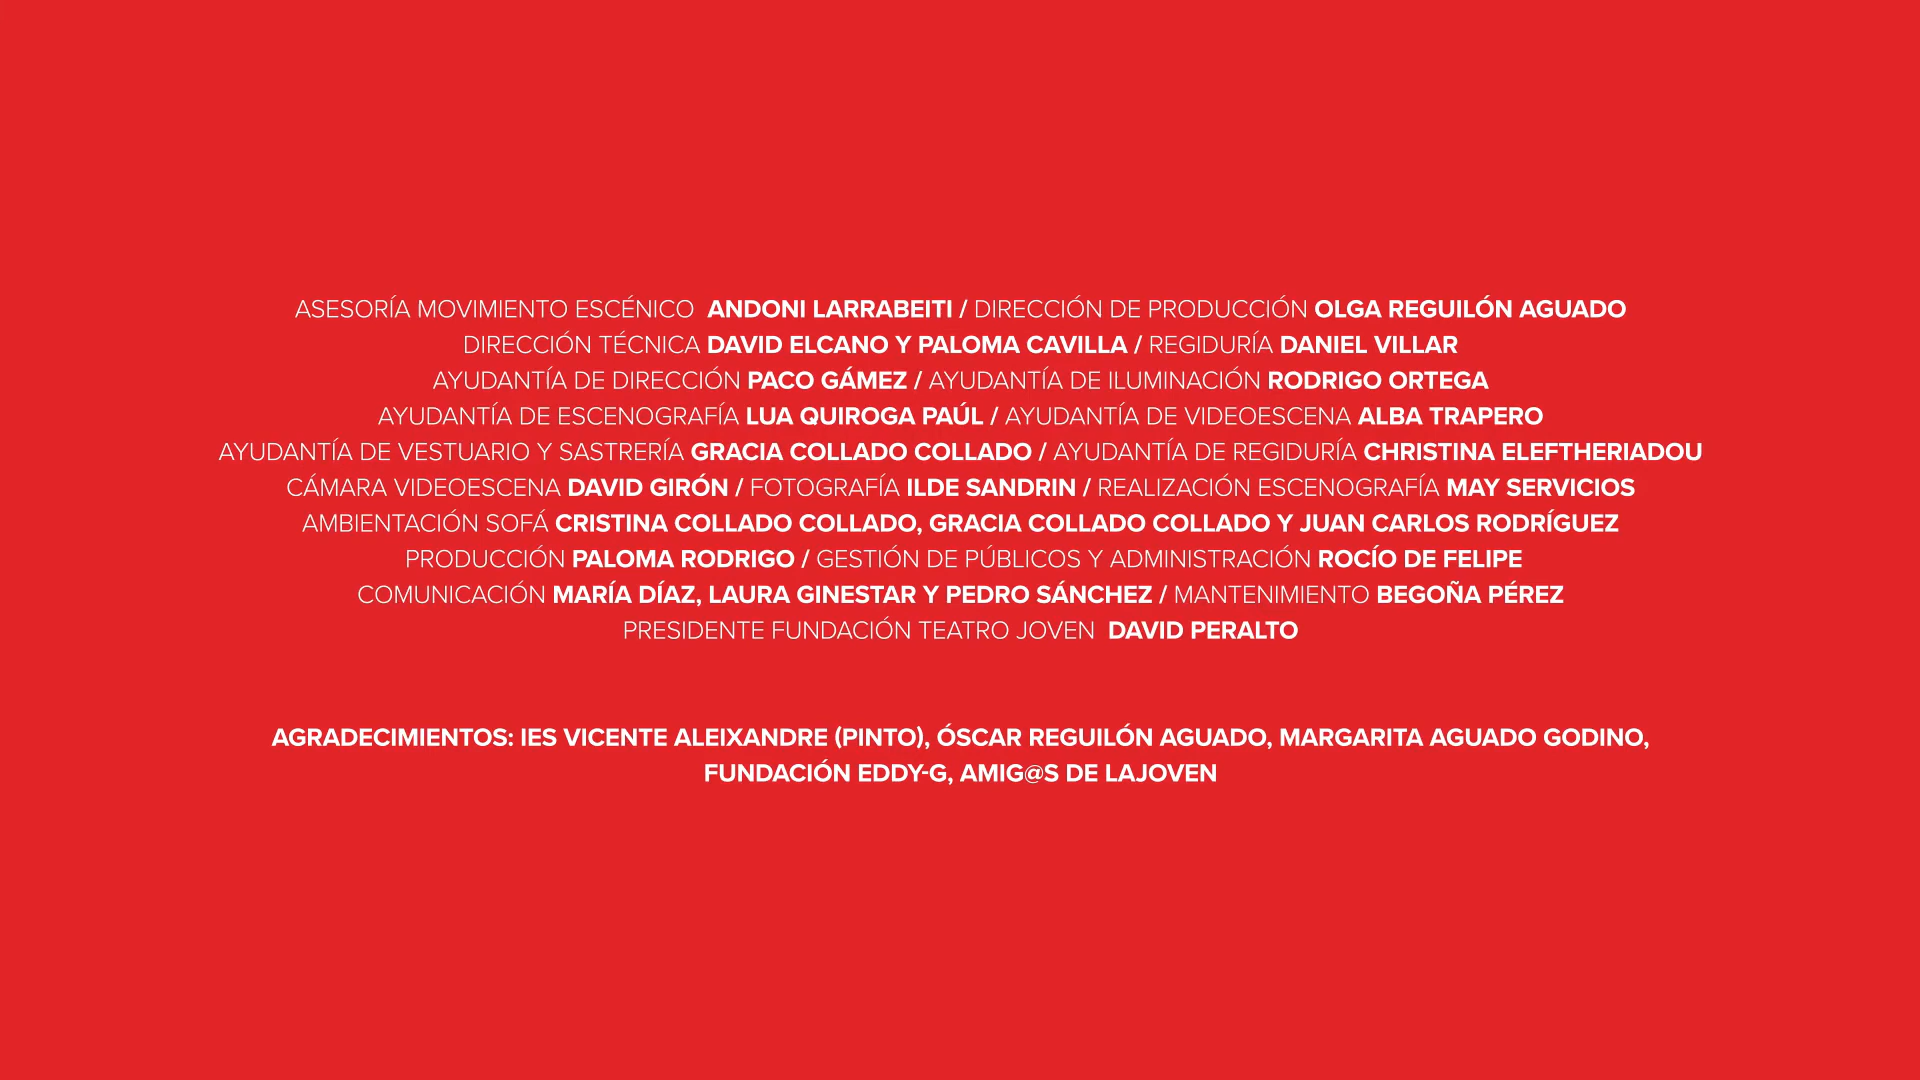 ASESORÍA MOVIMIENTO ESCÉNICO ANDONI LARRABEITI / DIRECCIÓN DE PRODUCCIÓN OLGA REGUILÓN AGUADO
DIRECCIÓN TÉCNICA DAVID ELCANO Y PALOMA CAVILLA / REGIDURÍA DANIEL VILLAR
AYUDANTÍA DE DIRECCIÓN PACO GÁMEZ / AYUDANTÍA DE ILUMINACIÓN RODRIGO ORTEGA
AYUDANTÍA DE ESCENOGRAFÍA LUA QUIROGA PAÚL / AYUDANTÍA DE VIDEOESCENA ALBA TRAPERO
AYUDANTÍA DE VESTUARIO Y SASTRERÍA GRACIA COLLADO COLLADO / AYUDANTÍA DE REGIDURÍA CHRISTINA ELEFTHERIADOU
CÁMARA VIDEOESCENA DAVID GIRÓN / FOTOGRAFÍA ILDE SANDRIN / REALIZACIÓN ESCENOGRAFÍA MAY SERVICIOS
AMBIENTACIÓN SOFÁ CRISTINA COLLADO COLLADO, GRACIA COLLADO COLLADO Y JUAN CARLOS RODRÍGUEZ
PRODUCCIÓN PALOMA RODRIGO / GESTIÓN DE PÚBLICOS Y ADMINISTRACIÓN ROCÍO DE FELIPE
COMUNICACIÓN MARÍA DÍAZ, LAURA GINESTAR Y PEDRO SÁNCHEZ / MANTENIMIENTO BEGOÑA PÉREZ
PRESIDENTE FUNDACIÓN TEATRO JOVEN DAVID PERALTO
AGRADECIMIENTOS: IES VICENTE ALEIXANDRE (PINTO), ÓSCAR REGUILÓN AGUADO, MARGARITA AGUADO GODINO,
FUNDACIÓN EDDY-G, AMIG@S DE LAJOVEN